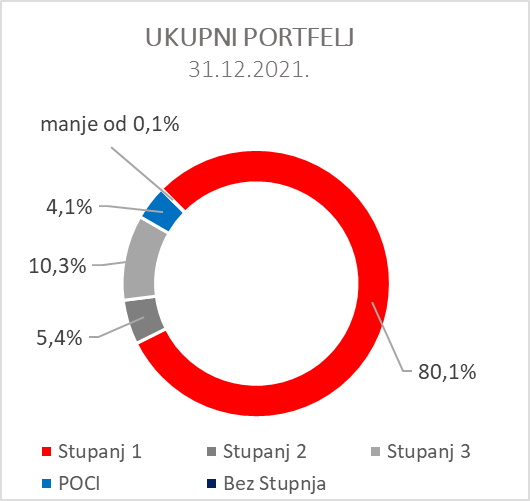 UKUPNI PORTFELJ
31.12.2021.
manje od 0,1%
4,1%
10,3%
5,4%
80,1%
Stupanj 1 Stupanj 2 Stupanj 3
POCI Bez Stupnja